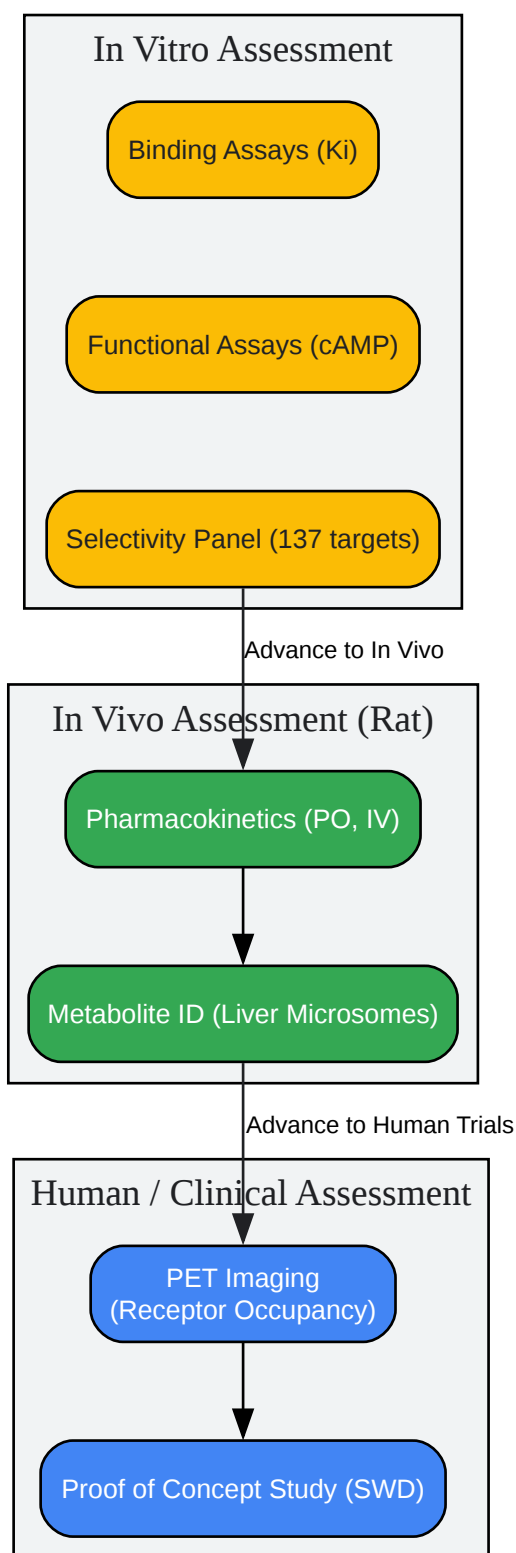 In Vitro Assessment
Binding Assays (Ki)
Functional Assays (cAMP)
Selectivity Panel (137 targets)
Advance to In Vivo
In Vivo Assessment (Rat)
Pharmacokinetics (PO, IV)
Metabolite ID (Liver Microsomes)
Advance to Human Trials
Human / Clinical Assessment
PET Imaging
(Receptor Occupancy)
Proof of Concept Study (SWD)